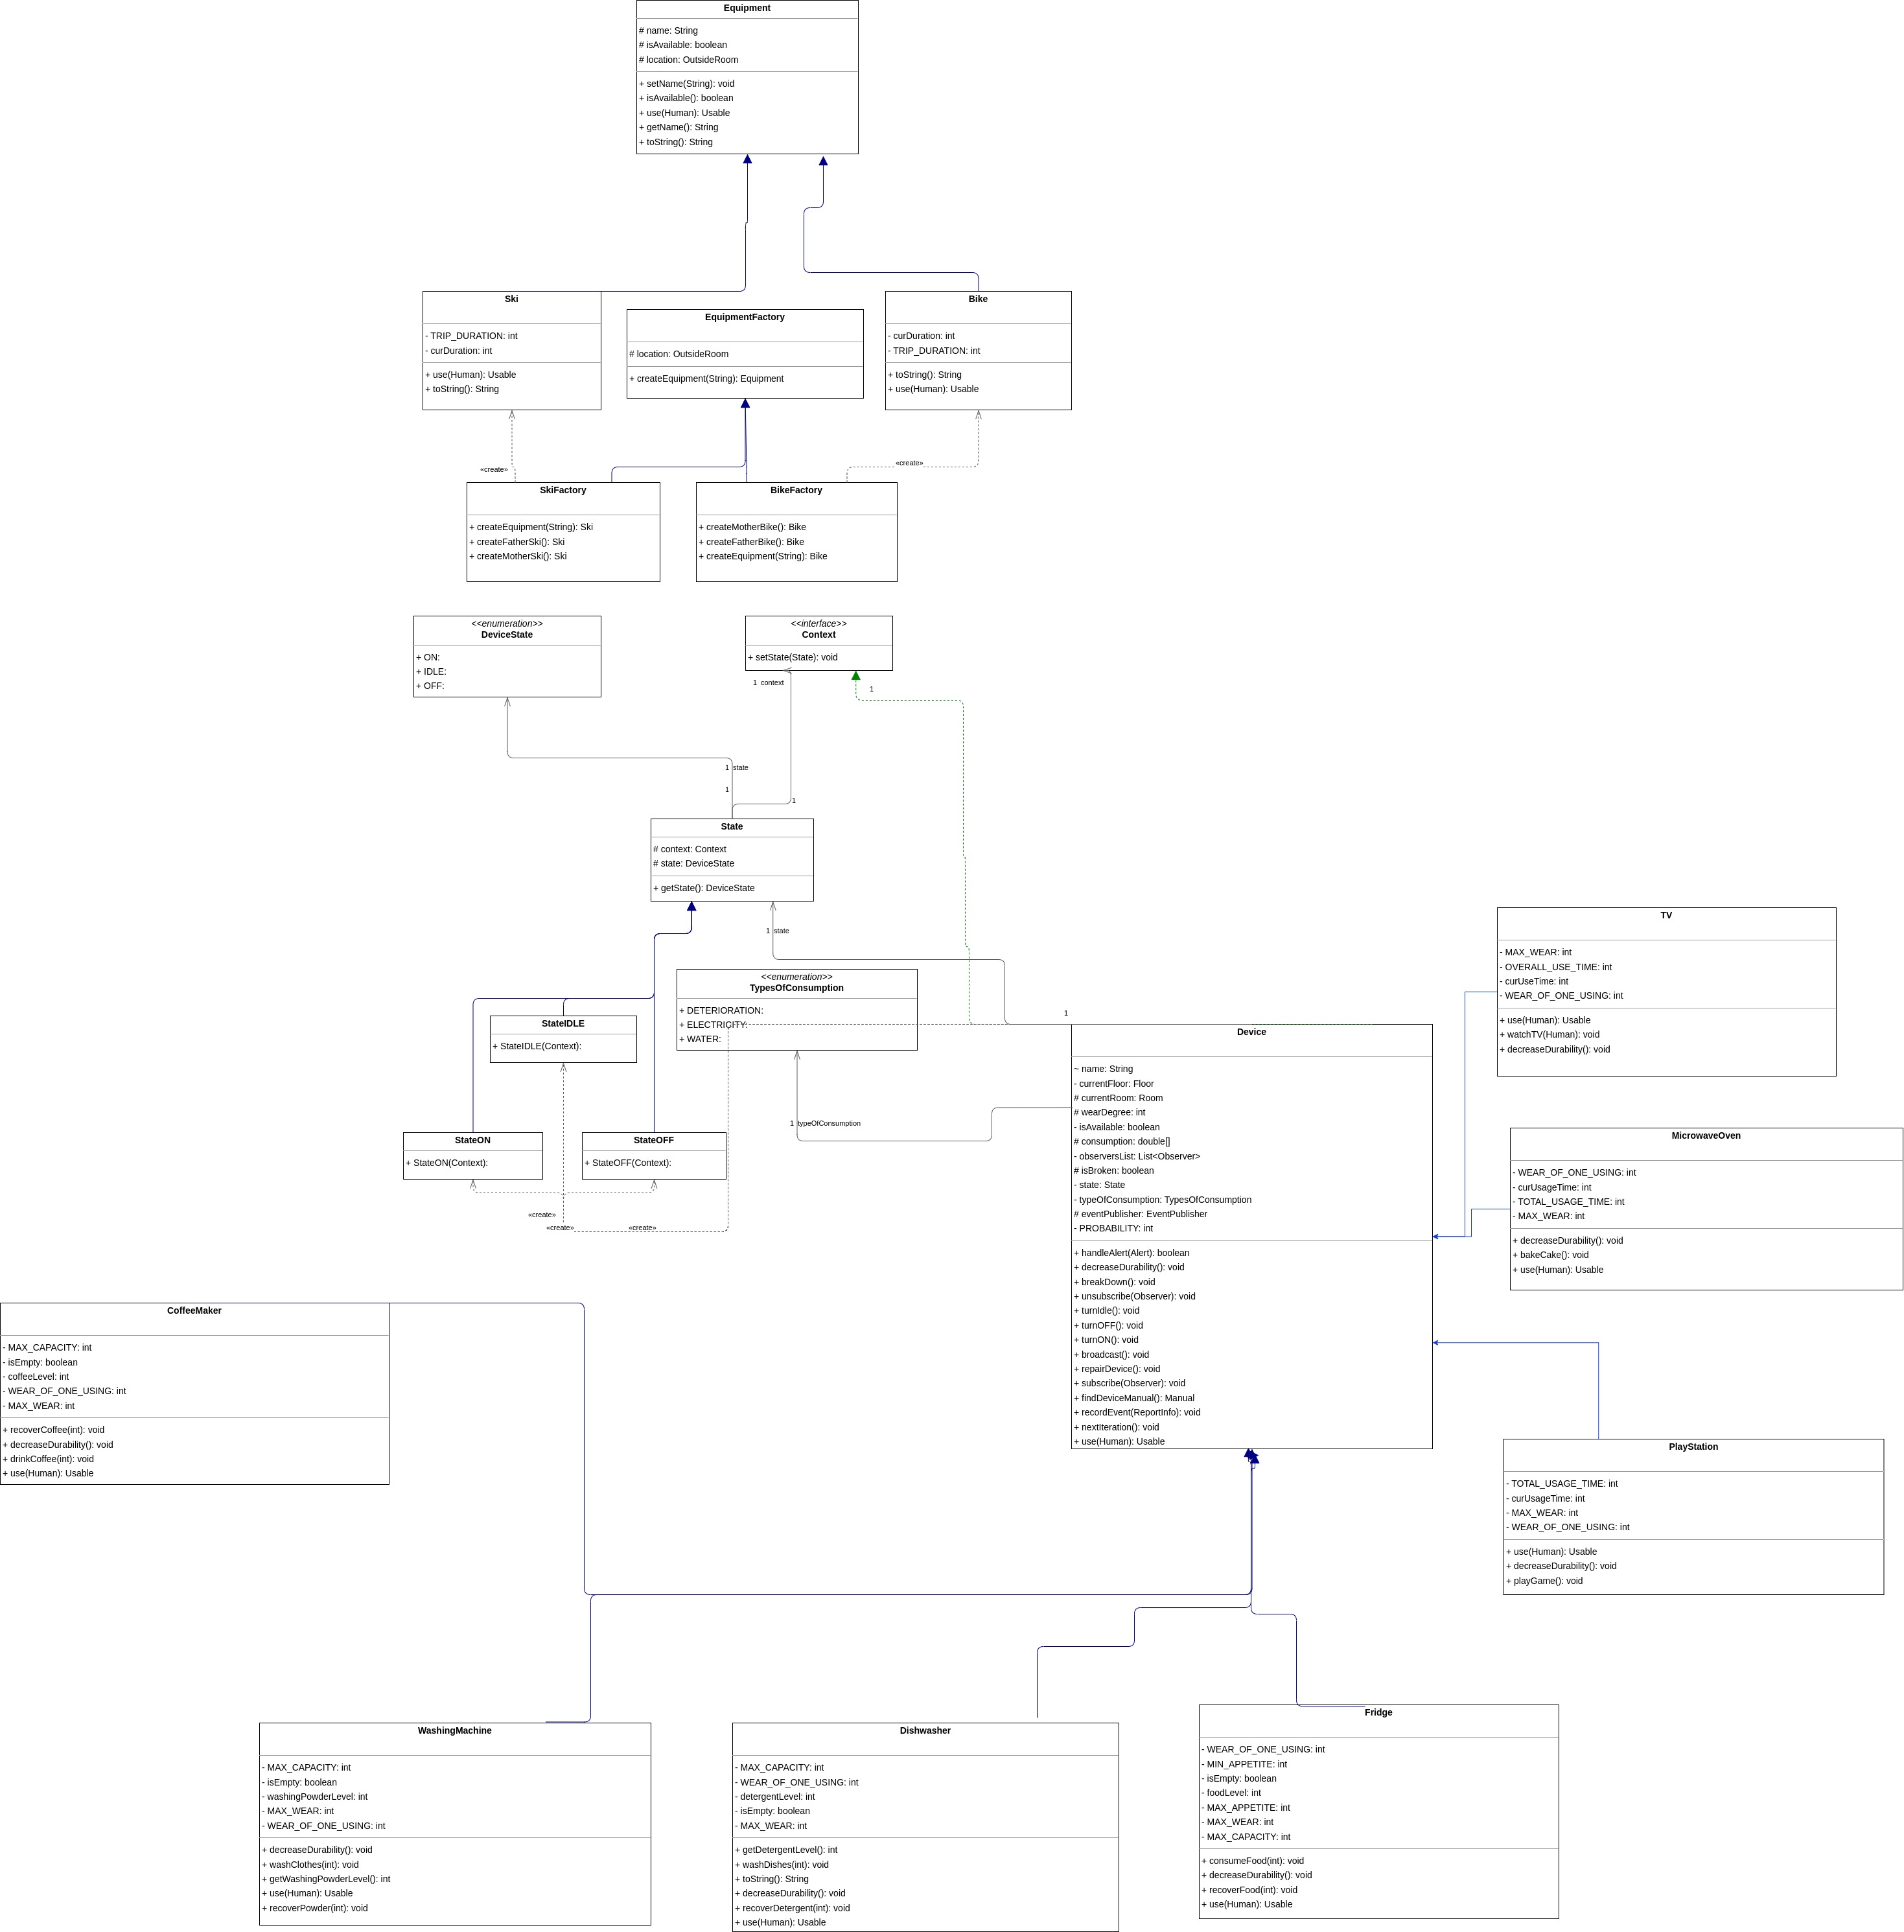 Equipment
# name: String
# isAvailable: boolean
# location: OutsideRoom
+ setName(String): void
+ isAvailable(): boolean
+ use(Human): Usable
+ getName(): String
+ toString(): String
Ski
- TRIP_DURATION: int
- curDuration: int
+ use(Human): Usable
+ toString(): String
EquipmentFactory
# location: OutsideRoom
+ createEquipment(String): Equipment
Bike
- curDuration: int
- TRIP_DURATION: int
+ toString(): String
+ use(Human): Usable
«create»
«create»
SkiFactory
+ createEquipment(String): Ski
+ createFatherSki(): Ski
+ createMotherSki(): Ski
BikeFactory
+ createMotherBike(): Bike
+ createFatherBike(): Bike
+ createEquipment(String): Bike
<<enumeration>>
DeviceState
+ ON:
+ IDLE:
+ OFF:
<<interface>>
Context
+ setState(State): void
1 context
1
1 state
1
1
State
# context: Context
# state: DeviceState
+ getState(): DeviceState
1 state
<<enumeration>>
TypesOfConsumption
+ DETERIORATION:
+ ELECTRICITY:
+ WATER:
1
StateIDLE
+ StateIDLE(Context):
1 typeOfConsumption
StateON
+ StateON(Context):
StateOFF
+ StateOFF(Context):
«create»
«create»
«create»
Device
~ name: String
- currentFloor: Floor
# currentRoom: Room
# wearDegree: int
- isAvailable: boolean
# consumption: double[]
- observersList: List<Observer>
# isBroken: boolean
- state: State
- typeOfConsumption: TypesOfConsumption
# eventPublisher: EventPublisher
- PROBABILITY: int
+ handleAlert(Alert): boolean
+ decreaseDurability(): void
+ breakDown(): void
+ unsubscribe(Observer): void
+ turnIdle(): void
+ turnOFF(): void
+ turnON(): void
+ broadcast(): void
+ repairDevice(): void
+ subscribe(Observer): void
+ findDeviceManual(): Manual
+ recordEvent(ReportInfo): void
+ nextIteration(): void
+ use(Human): Usable
TV
- MAX_WEAR: int
- OVERALL_USE_TIME: int
- curUseTime: int
- WEAR_OF_ONE_USING: int
+ use(Human): Usable
+ watchTV(Human): void
+ decreaseDurability(): void
MicrowaveOven
- WEAR_OF_ONE_USING: int
- curUsageTime: int
- TOTAL_USAGE_TIME: int
- MAX_WEAR: int
+ decreaseDurability(): void
+ bakeCake(): void
+ use(Human): Usable
CoffeeMaker
- MAX_CAPACITY: int
- isEmpty: boolean
- coffeeLevel: int
- WEAR_OF_ONE_USING: int
- MAX_WEAR: int
+ recoverCoffee(int): void
+ decreaseDurability(): void
+ drinkCoffee(int): void
+ use(Human): Usable
PlayStation
- TOTAL_USAGE_TIME: int
- curUsageTime: int
- MAX_WEAR: int
- WEAR_OF_ONE_USING: int
+ use(Human): Usable
+ decreaseDurability(): void
+ playGame(): void
WashingMachine
- MAX_CAPACITY: int
- isEmpty: boolean
- washingPowderLevel: int
- MAX_WEAR: int
- WEAR_OF_ONE_USING: int
+ decreaseDurability(): void
+ washClothes(int): void
+ getWashingPowderLevel(): int
+ use(Human): Usable
+ recoverPowder(int): void
Dishwasher
- MAX_CAPACITY: int
- WEAR_OF_ONE_USING: int
- detergentLevel: int
- isEmpty: boolean
- MAX_WEAR: int
+ getDetergentLevel(): int
+ washDishes(int): void
+ toString(): String
+ decreaseDurability(): void
+ recoverDetergent(int): void
+ use(Human): Usable
Fridge
- WEAR_OF_ONE_USING: int
- MIN_APPETITE: int
- isEmpty: boolean
- foodLevel: int
- MAX_APPETITE: int
- MAX_WEAR: int
- MAX_CAPACITY: int
+ consumeFood(int): void
+ decreaseDurability(): void
+ recoverFood(int): void
+ use(Human): Usable